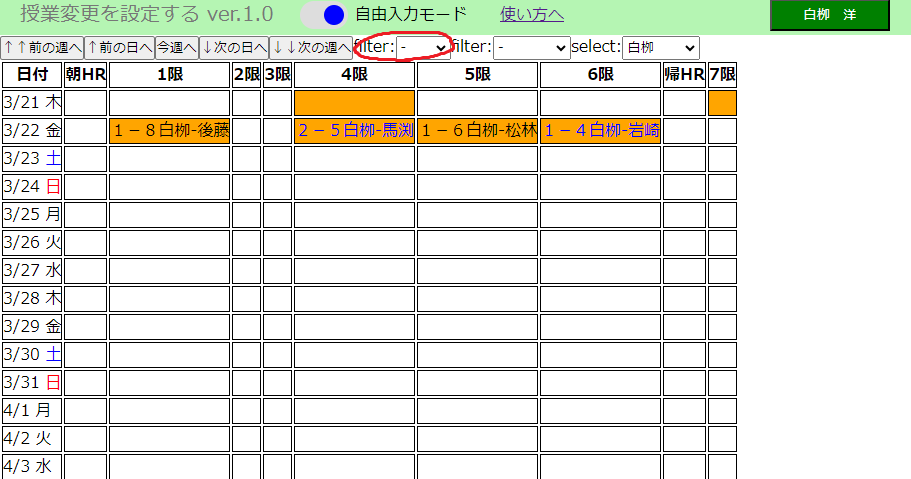 授業変更を設定する ver.1.0 自由入力モード 使い方へ 白栁　洋
↑↑前の週へ ↑前の日へ 今週へ ↓次の日へ ↓↓次の週へ filter: - filter: - select: 白栁
日付 朝HR 1限 2限 3限 4限 5限 6限 帰HR 7限
3/21 木
3/22 金 １－８白栁-後藤 ２－５白栁-馬渕 １－６白栁-松林 １－４白栁-岩崎
3/23 土
3/24 日
3/25 月
3/26 火
3/27 水
3/28 木
3/29 金
3/30 土
3/31 日
4/1 月
4/2 火
4/3 水